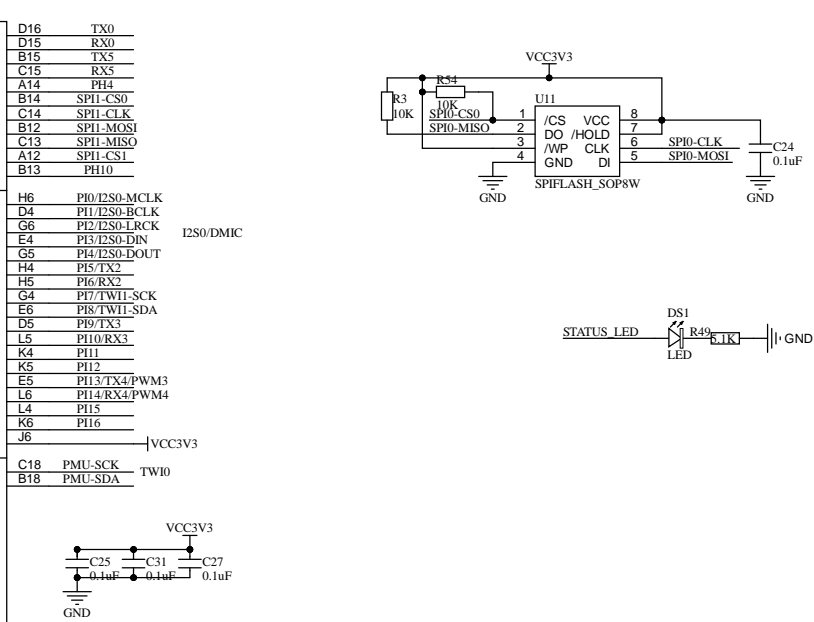 D16 TX0
D15 RX0
B15 TX5
C15 RX5
A14 PH4
B14 SPI1-CS0
C14 SPI1-CLK
B12 SPI1-MOSI
C13 SPI1-MISO
A12 SPI1-CS1
B13 PH10
H6 PI0/I2S0-MCLK
D4 PI1/I2S0-BCLK
G6 PI2/I2S0-LRCK
E4 PI3/I2S0-DIN
G5 PI4/I2S0-DOUT
I2S0/DMIC
H4 PI5/TX2
H5 PI6/RX2
G4 PI7/TWI1-SCK
E6 PI8/TWI1-SDA
D5 PI9/TX3
L5 PI10/RX3
K4 PI11
K5 PI12
E5 PI13/TX4/PWM3
L6 PI14/RX4/PWM4
L4 PI15
K6 PI16
J6 VCC3V3
C18 PMU-SCK
B18 PMU-SDA
TWI0
VCC3V3
C25 C31 C27
0.1uF 0.1uF 0.1uF
GND
VCC3V3
R54
10K
R3
10K
U11
SPI0-CS0 1 /CS VCC 8
SPI0-MISO 2 DO /HOLD 7
3 /WP CLK 6 SPI0-CLK
4 GND DI 5 SPI0-MOSI
SPIFLASH_SOP8W
C24
0.1uF
GND
GND
DS1
STATUS_LED
R49 5.1K
GND
LED